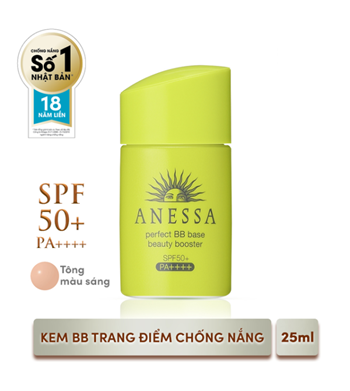 CHỐNG NẮNG
Số 1
NHẬT BẢN*
18
NĂM LIỀN
SPF
50+
PA++++
Tông
màu sáng
ANESSA
perfect BB base
beauty booster
SPF50+
PA++++
KEM BB TRANG ĐIỂM CHỐNG NẮNG
25ml